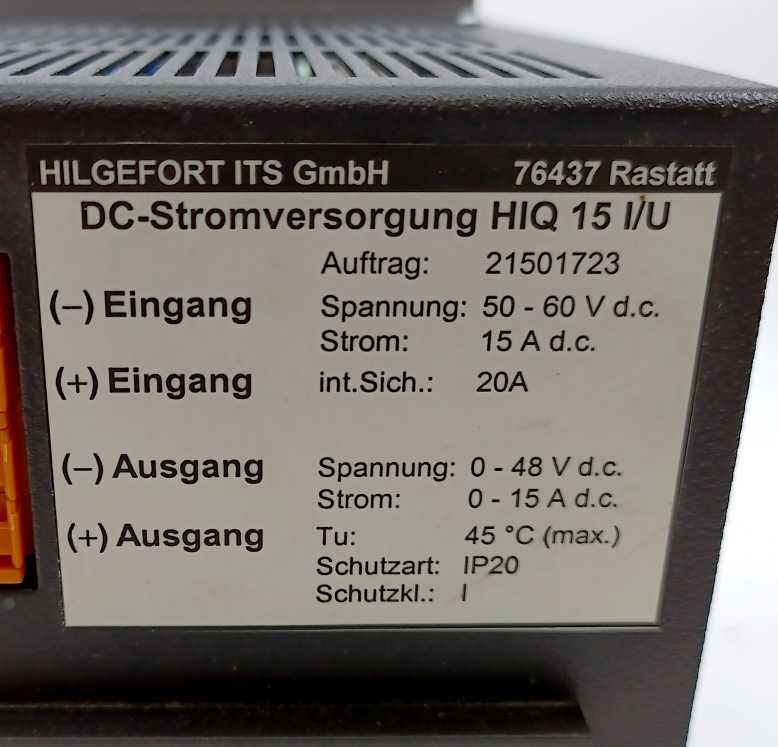 HILGEFORT ITS GmbH 76437 Rastatt
DC-Stromversorgung HIQ 15 I/U
Auftrag: 21501723
(–) Eingang Spannung: 50 - 60 V d.c.
Strom: 15 A d.c.
(+) Eingang int.Sich.: 20A
(–) Ausgang Spannung: 0 - 48 V d.c.
Strom: 0 - 15 A d.c.
(+) Ausgang Tu: 45 °C (max.)
Schutzart: IP20
Schutzkl.: I